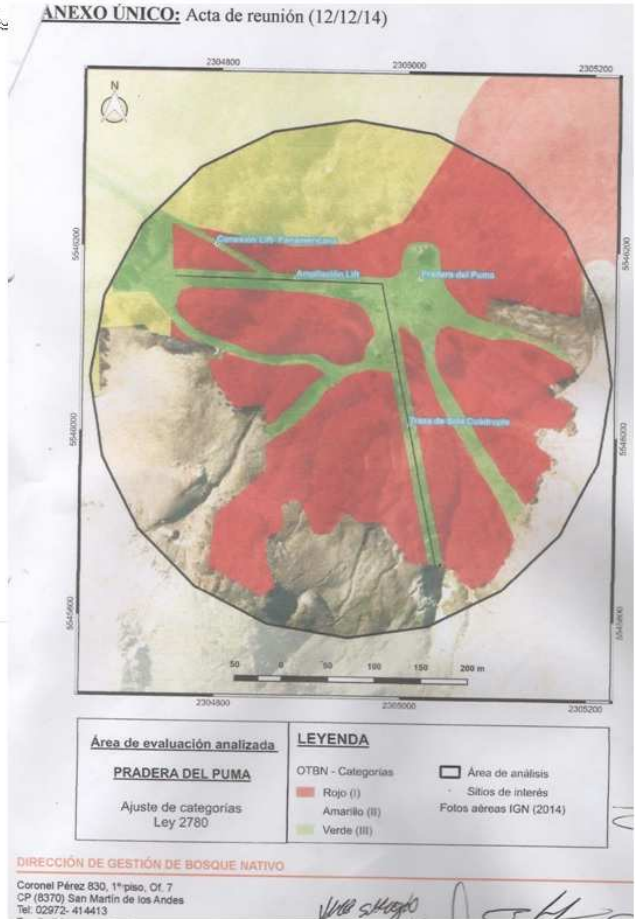 ANEXO ÚNICO: Acta de reunión (12/12/14)
2304800 2305000 2305200
N
5546200 5546200
Conexión Lift- Panamericana
Ampliación Lift
Pradera del Puma
5546000 5546000
Traza de Silla Cuádruple
5545800 5545800
50 0 50 100 150 200 m
2304800 2305000 2305200
Área de evaluación analizada
PRADERA DEL PUMA
Ajuste de categorías
Ley 2780
LEYENDA
OTBN - Categorías
Rojo (I)
Amarillo (II)
Verde (III)
Área de análisis
Sitios de interés
Fotos aéreas IGN (2014)
DIRECCIÓN DE GESTIÓN DE BOSQUE NATIVO
Coronel Pérez 830, 1° piso, Of. 7
CP (8370) San Martín de los Andes
Tel: 02972- 414413